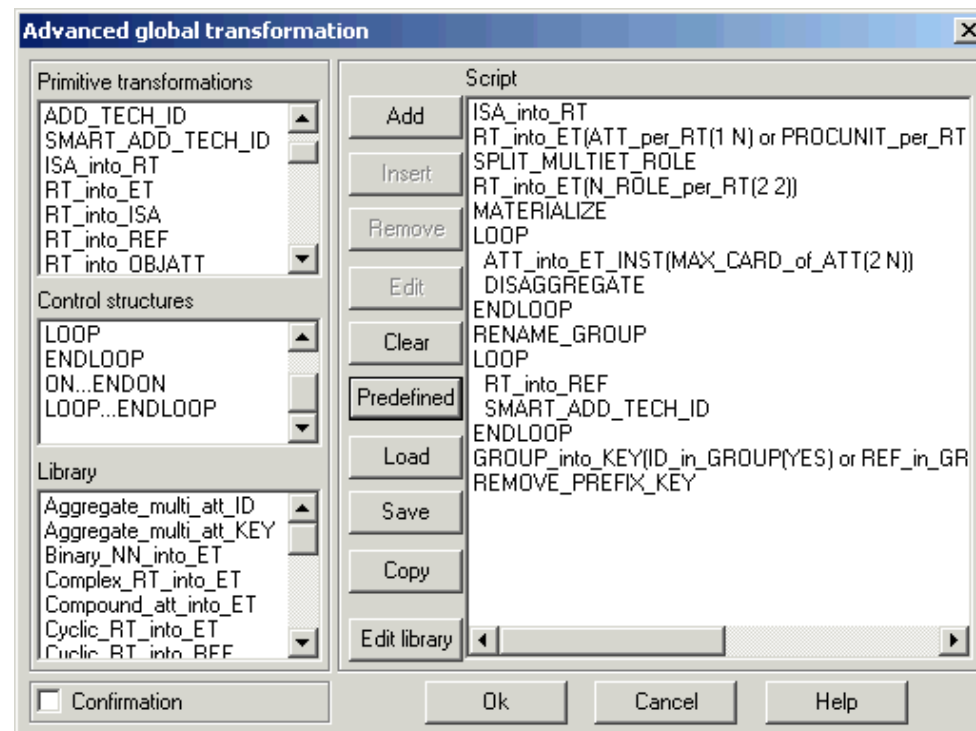 Advanced global transformation
Primitive transformations
ADD_TECH_ID
SMART_ADD_TECH_ID
ISA_into_RT
RT_into_ET
RT_into_ISA
RT_into_REF
RT_into_OBJATT
Control structures
LOOP
ENDLOOP
ON...ENDON
LOOP...ENDLOOP
Library
Aggregate_multi_att_ID
Aggregate_multi_att_KEY
Binary_NN_into_ET
Complex_RT_into_ET
Compound_att_into_ET
Cyclic_RT_into_ET
Cyclic_RT_into_REF
Confirmation
Add
Insert
Remove
Edit
Clear
Predefined
Load
Save
Copy
Edit library
Script
ISA_into_RT
RT_into_ET(ATT_per_RT(1 N) or PROCUNIT_per_RT
SPLIT_MULTIET_ROLE
RT_into_ET(N_ROLE_per_RT(2 2))
MATERIALIZE
LOOP
ATT_into_ET_INST(MAX_CARD_of_ATT(2 N))
DISAGGREGATE
ENDLOOP
RENAME_GROUP
LOOP
RT_into_REF
SMART_ADD_TECH_ID
ENDLOOP
GROUP_into_KEY(ID_in_GROUP(YES) or REF_in_GR
REMOVE_PREFIX_KEY
Ok
Cancel
Help